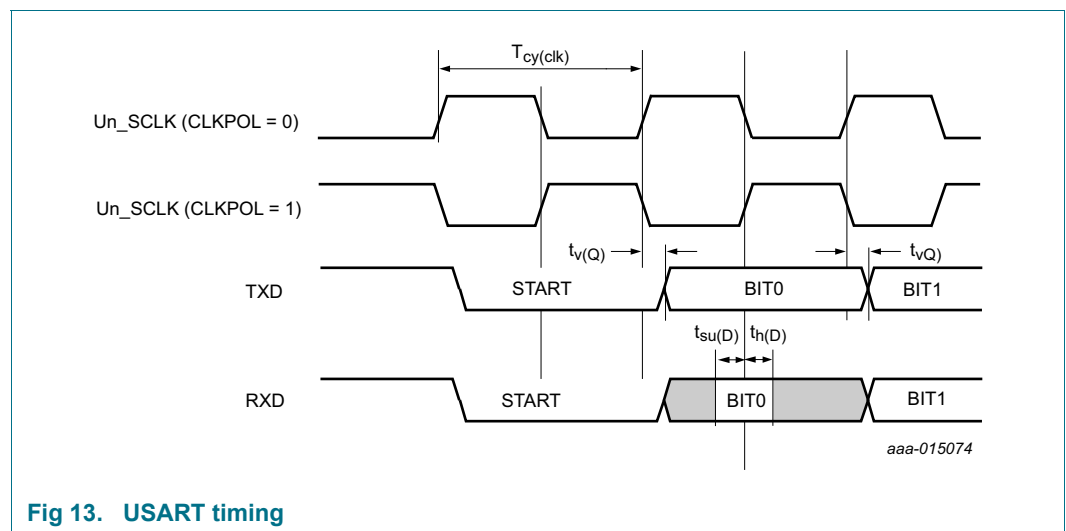 Tcy(clk)
Un_SCLK (CLKPOL = 0)
Un_SCLK (CLKPOL = 1)
tv(Q)
tvQ)
TXD
START
BIT0
BIT1
tsu(D)
th(D)
RXD
START
BIT0
BIT1
aaa-015074
Fig 13. USART timing